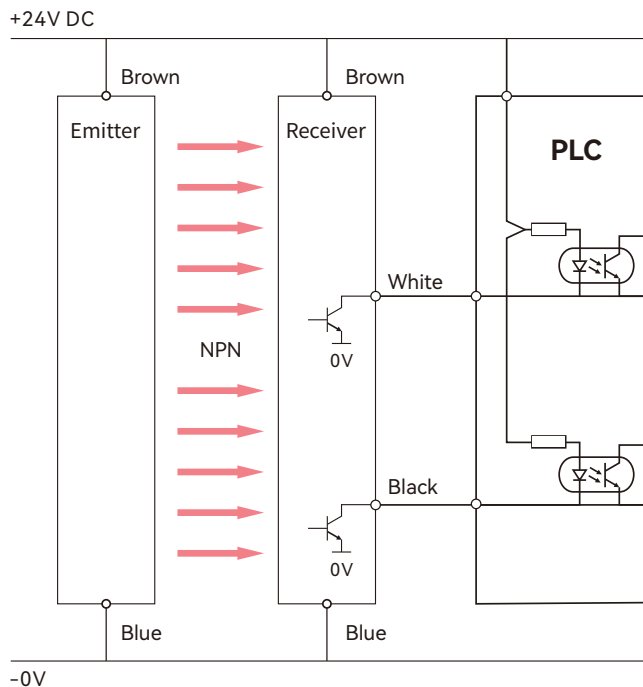 +24V DC
Brown
Brown
Emitter
Receiver
PLC
White
NPN
0V
Black
0V
Blue
Blue
-0V